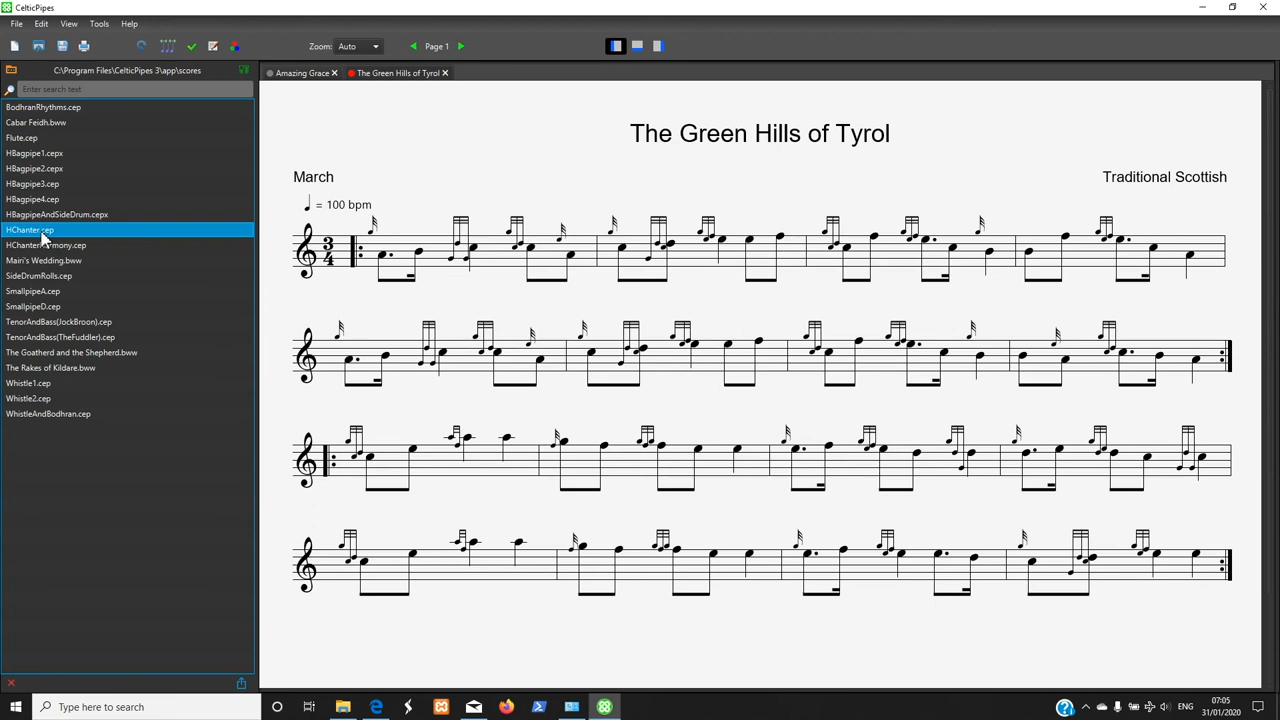 CelticPipes
File Edit View Tools Help
Zoom: Auto Page 1
C:\Program Files\CelticPipes 3\app\scores
Enter search text
BodhranRhythms.cep
Cabar Feidh.bww
Flute.cep
HBagpipe1.cepx
HBagpipe2.cepx
HBagpipe3.cep
HBagpipe4.cep
HBagpipeAndSideDrum.cepx
HChanter.cep
Mairi's Wedding.bww
SideDrumRolls.cep
SmallpipeA.cep
SmallpipeD.cep
TenorAndBass(JockBroon).cep
TenorAndBass(TheFuddler).cep
The Goatherd and the Shepherd.bww
The Rakes of Kildare.bww
Whistle1.cep
Whistle2.cep
WhistleAndBodhran.cep
Amazing Grace The Green Hills of Tyrol
The Green Hills of Tyrol
March Traditional Scottish
= 100 bpm
3
4
Type here to search
ENG
07:05
31/01/2020